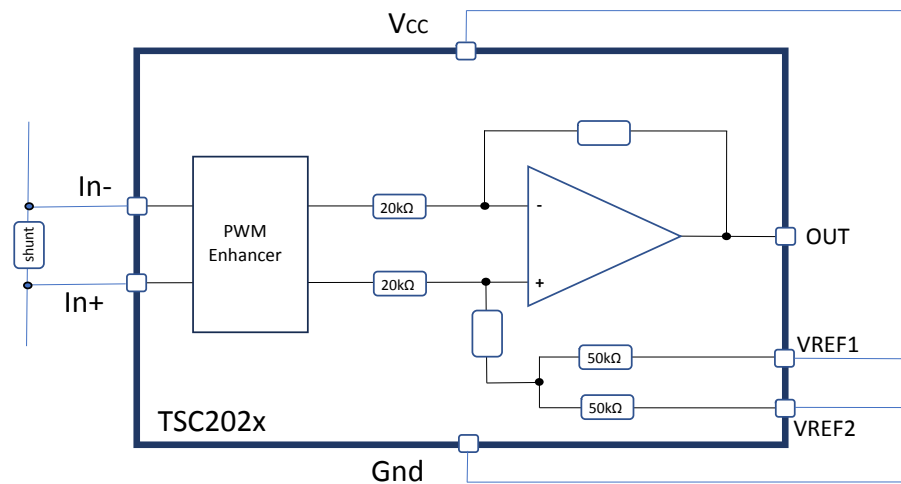 Vcc
In-
20kΩ
-
shunt
PWM
Enhancer
OUT
20kΩ
+
In+
VREF1
50kΩ
50kΩ
TSC202x
VREF2
Gnd